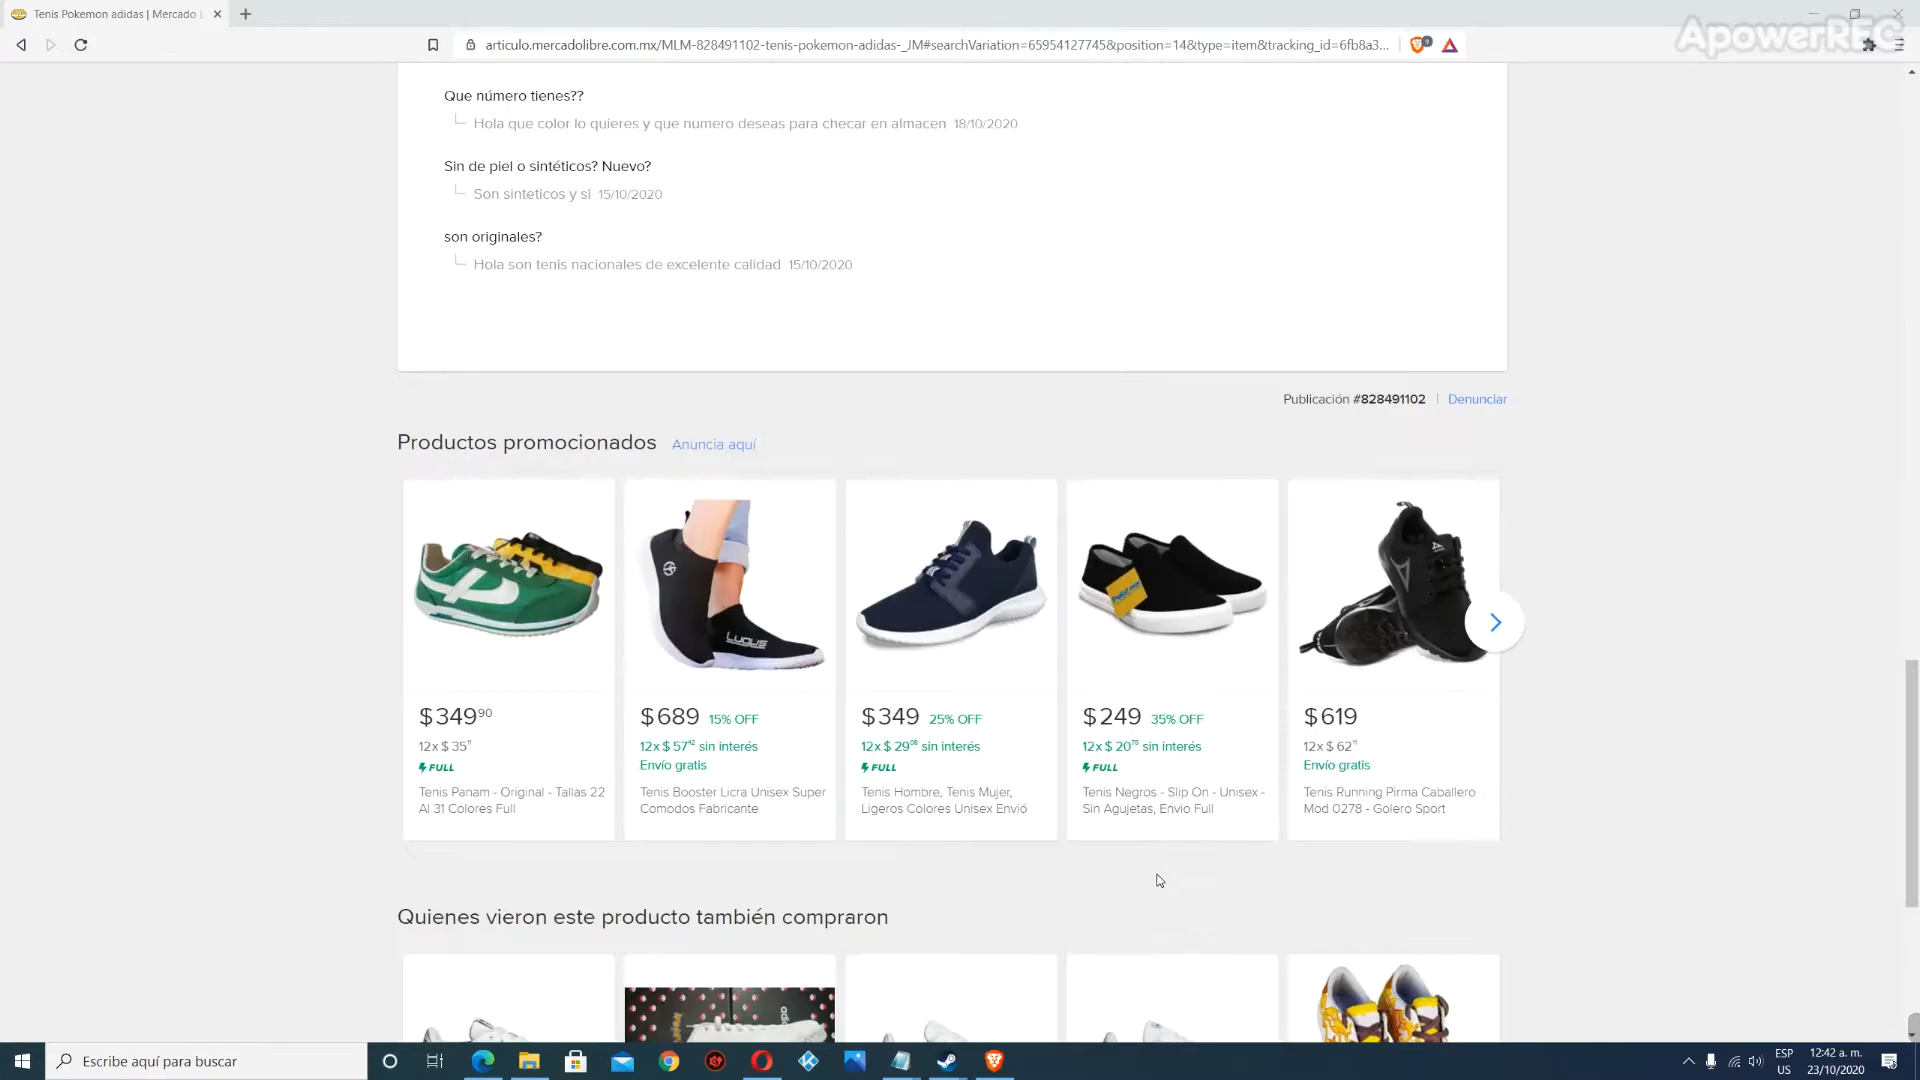 Tenis Pokemon adidas | Mercado
ApowerREC
articulo.mercadolibre.com.mx/MLM-828491102-tenis-pokemon-adidas-_JM#searchVariation=65954127745&position=14&type=item&tracking_id=6fb8a3...
Que número tienes??
Hola que color lo quieres y que numero deseas para checar en almacen 18/10/2020
Sin de piel o sintéticos? Nuevo?
Son sinteticos y sI 15/10/2020
son originales?
Hola son tenis nacionales de excelente calidad 15/10/2020
Publicación #828491102 | Denunciar
Productos promocionados Anuncia aquí
LUQUS
$ 349 90
$ 689 15% OFF
$ 349 25% OFF
$ 249 35% OFF
$ 619
12x $ 35 11
12x $ 57 42 sin interés
12x $ 29 08 sin interés
12x $ 20 75 sin interés
12x $ 62 11
FULL
Envío gratis
FULL
FULL
Envío gratis
Tenis Panam - Original - Tallas 22
Al 31 Colores Full
Tenis Booster Licra Unisex Super
Comodos Fabricante
Tenis Hombre, Tenis Mujer,
Ligeros Colores Unisex Envió
Tenis Negros - Slip On - Unisex -
Sin Agujetas, Envio Full
Tenis Running Pirma Caballero
Mod 0278 - Golero Sport
Quienes vieron este producto también compraron
Escribe aquí para buscar
ESP
US
12:42 a. m.
23/10/2020